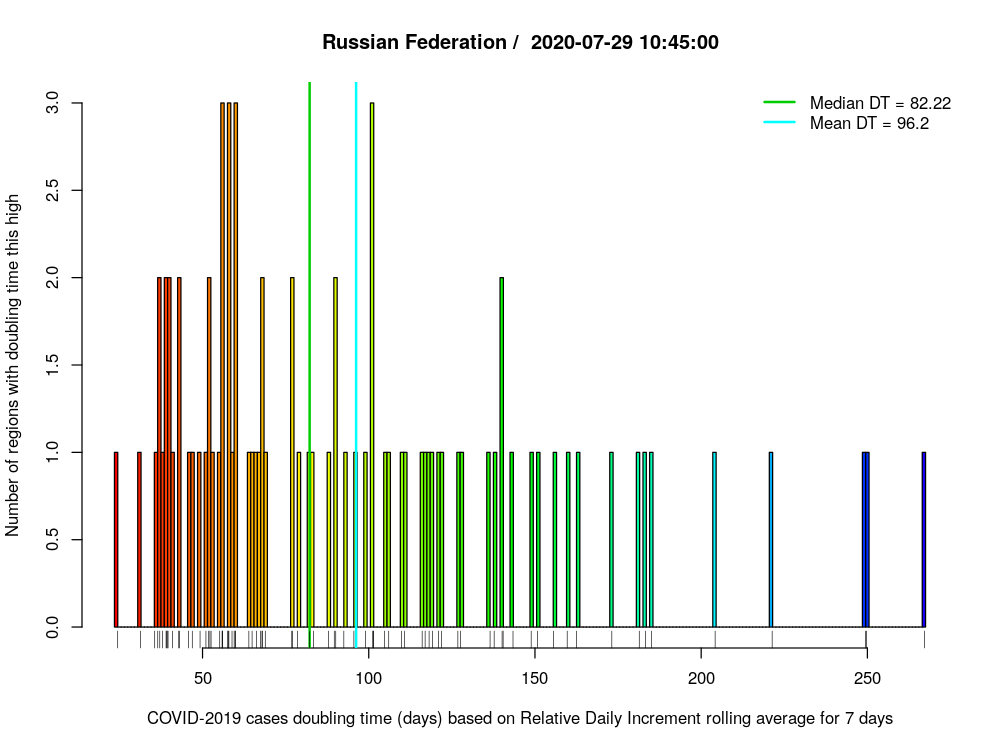 Russian Federation /  2020-07-29 10:45:00
Median DT = 82.22
Mean DT = 96.2
Number of regions with doubling time this high
3.0
2.5
2.0
1.5
1.0
0.5
0.0
50 100 150 200 250
COVID-2019 cases doubling time (days) based on Relative Daily Increment rolling average for 7 days